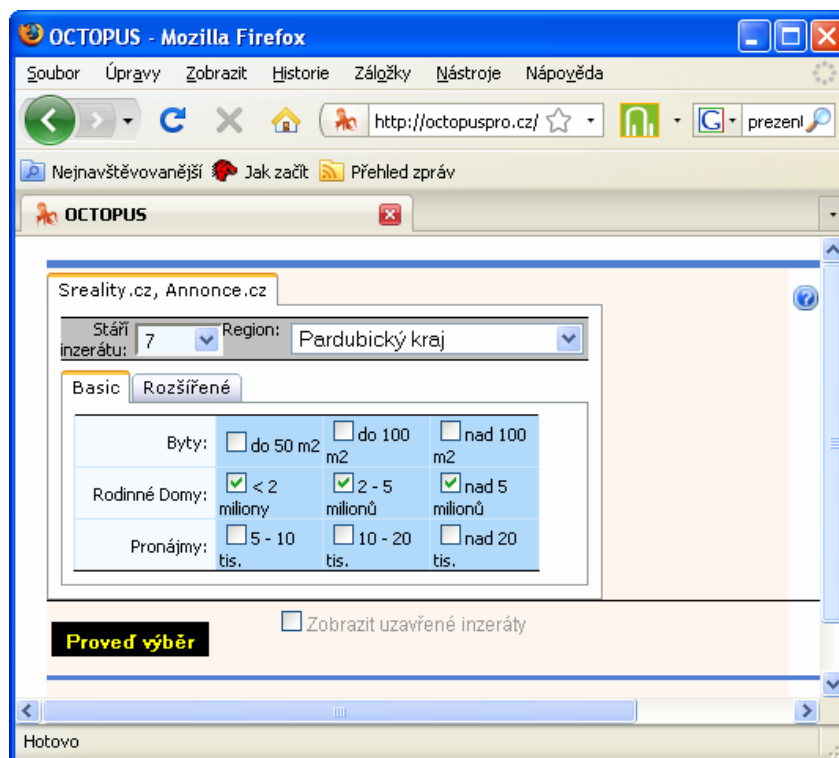 OCTOPUS - Mozilla Firefox
Soubor Úpravy Zobrazit Historie Záložky Nástroje Nápověda
http://octopuspro.cz/ G prezent
Nejnavštěvovanější Jak začít Přehled zpráv
OCTOPUS
Sreality.cz, Annonce.cz
Stáří inzerátu: 7 Region: Pardubický kraj
Basic Rozšířené
Byty: do 50 m2 do 100 m2 nad 100 m2
Rodinné Domy: < 2 miliony 2 - 5 milionů nad 5 milionů
Pronájmy: 5 - 10 tis. 10 - 20 tis. nad 20 tis.
Zobrazit uzavřené inzeráty
Proveď výběr
Hotovo